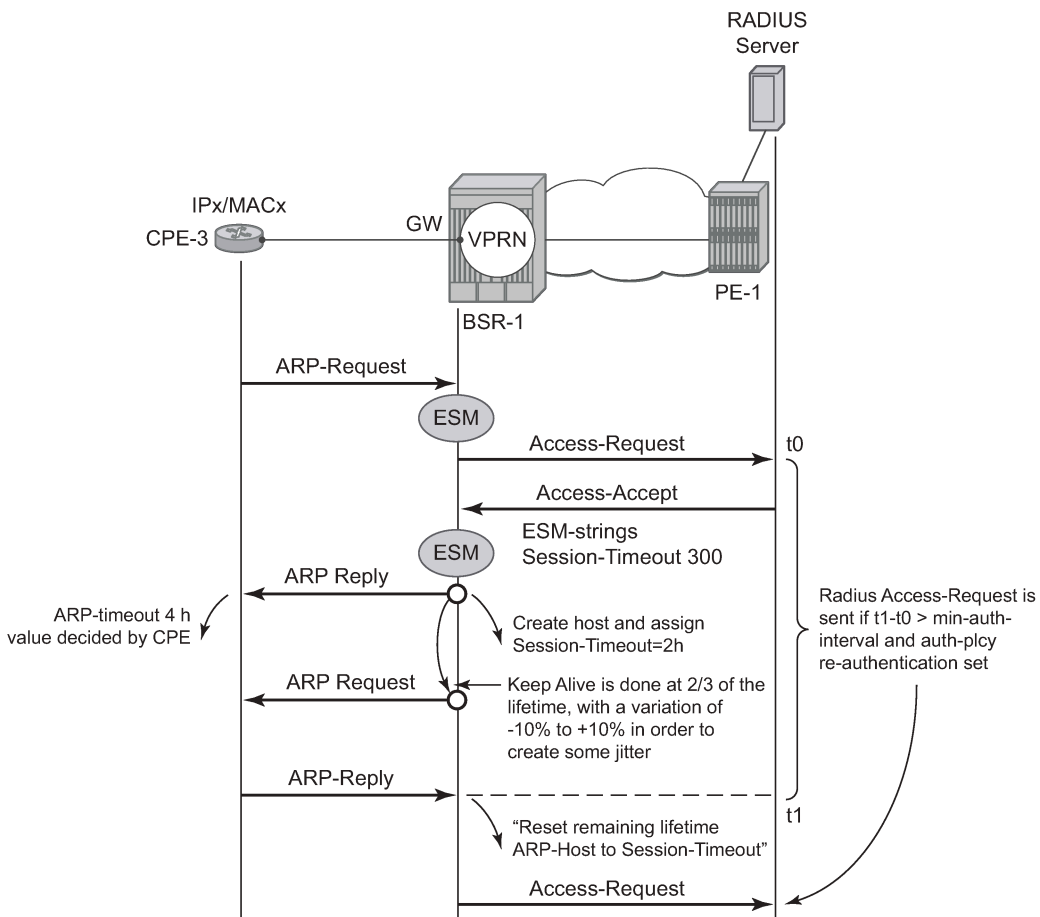 RADIUS
Server
IPx/MACx
CPE-3
GW
VPRN
PE-1
BSR-1
ARP-Request
ESM
Access-Request
t0
Access-Accept
ESM-strings
Session-Timeout 300
ESM
ARP Reply
ARP-timeout 4 h
value decided by CPE
Create host and assign
Session-Timeout=2h
Radius Access-Request is
sent if t1-t0 > min-auth-
interval and auth-plcy
re-authentication set
ARP Request
Keep Alive is done at 2/3 of the
lifetime, with a variation of
-10% to +10% in order to
create some jitter
ARP-Reply
t1
“Reset remaining lifetime
ARP-Host to Session-Timeout”
Access-Request